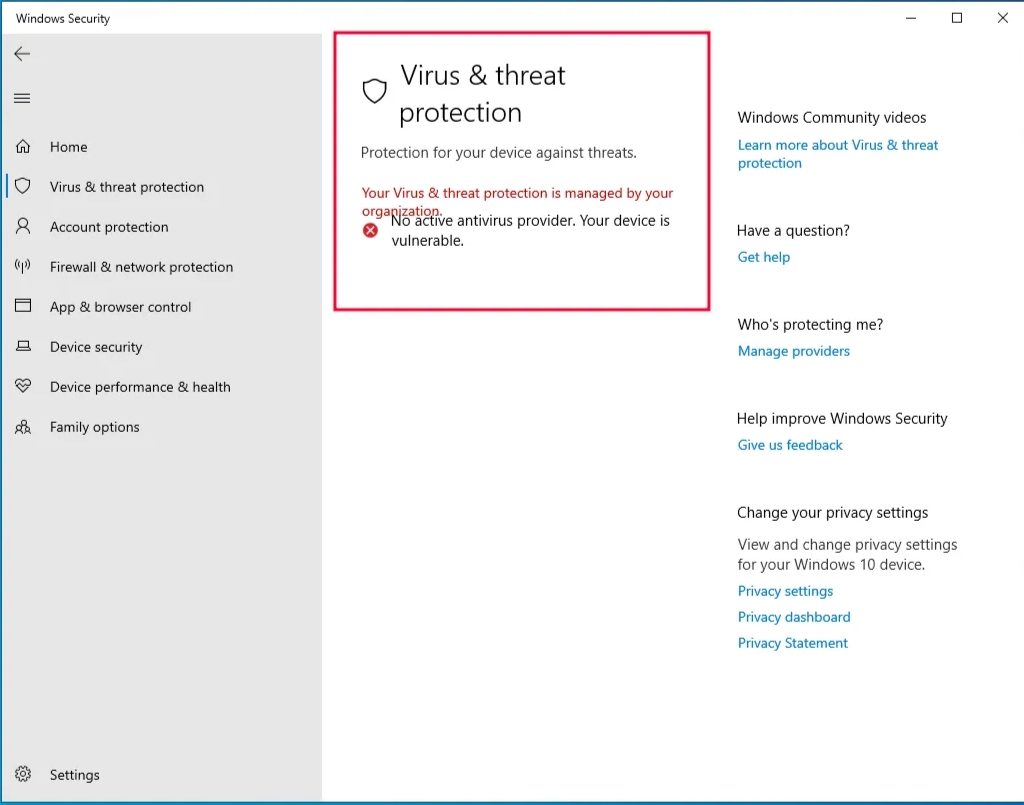 Windows Security
Home
Virus & threat protection
Account protection
Firewall & network protection
App & browser control
Device security
Device performance & health
Family options
Settings
Virus & threat
protection
Protection for your device against threats.
Your Virus & threat protection is managed by your
organization.
No active antivirus provider. Your device is
vulnerable.
Windows Community videos
Learn more about Virus & threat
protection
Have a question?
Get help
Who's protecting me?
Manage providers
Help improve Windows Security
Give us feedback
Change your privacy settings
View and change privacy settings
for your Windows 10 device.
Privacy settings
Privacy dashboard
Privacy Statement